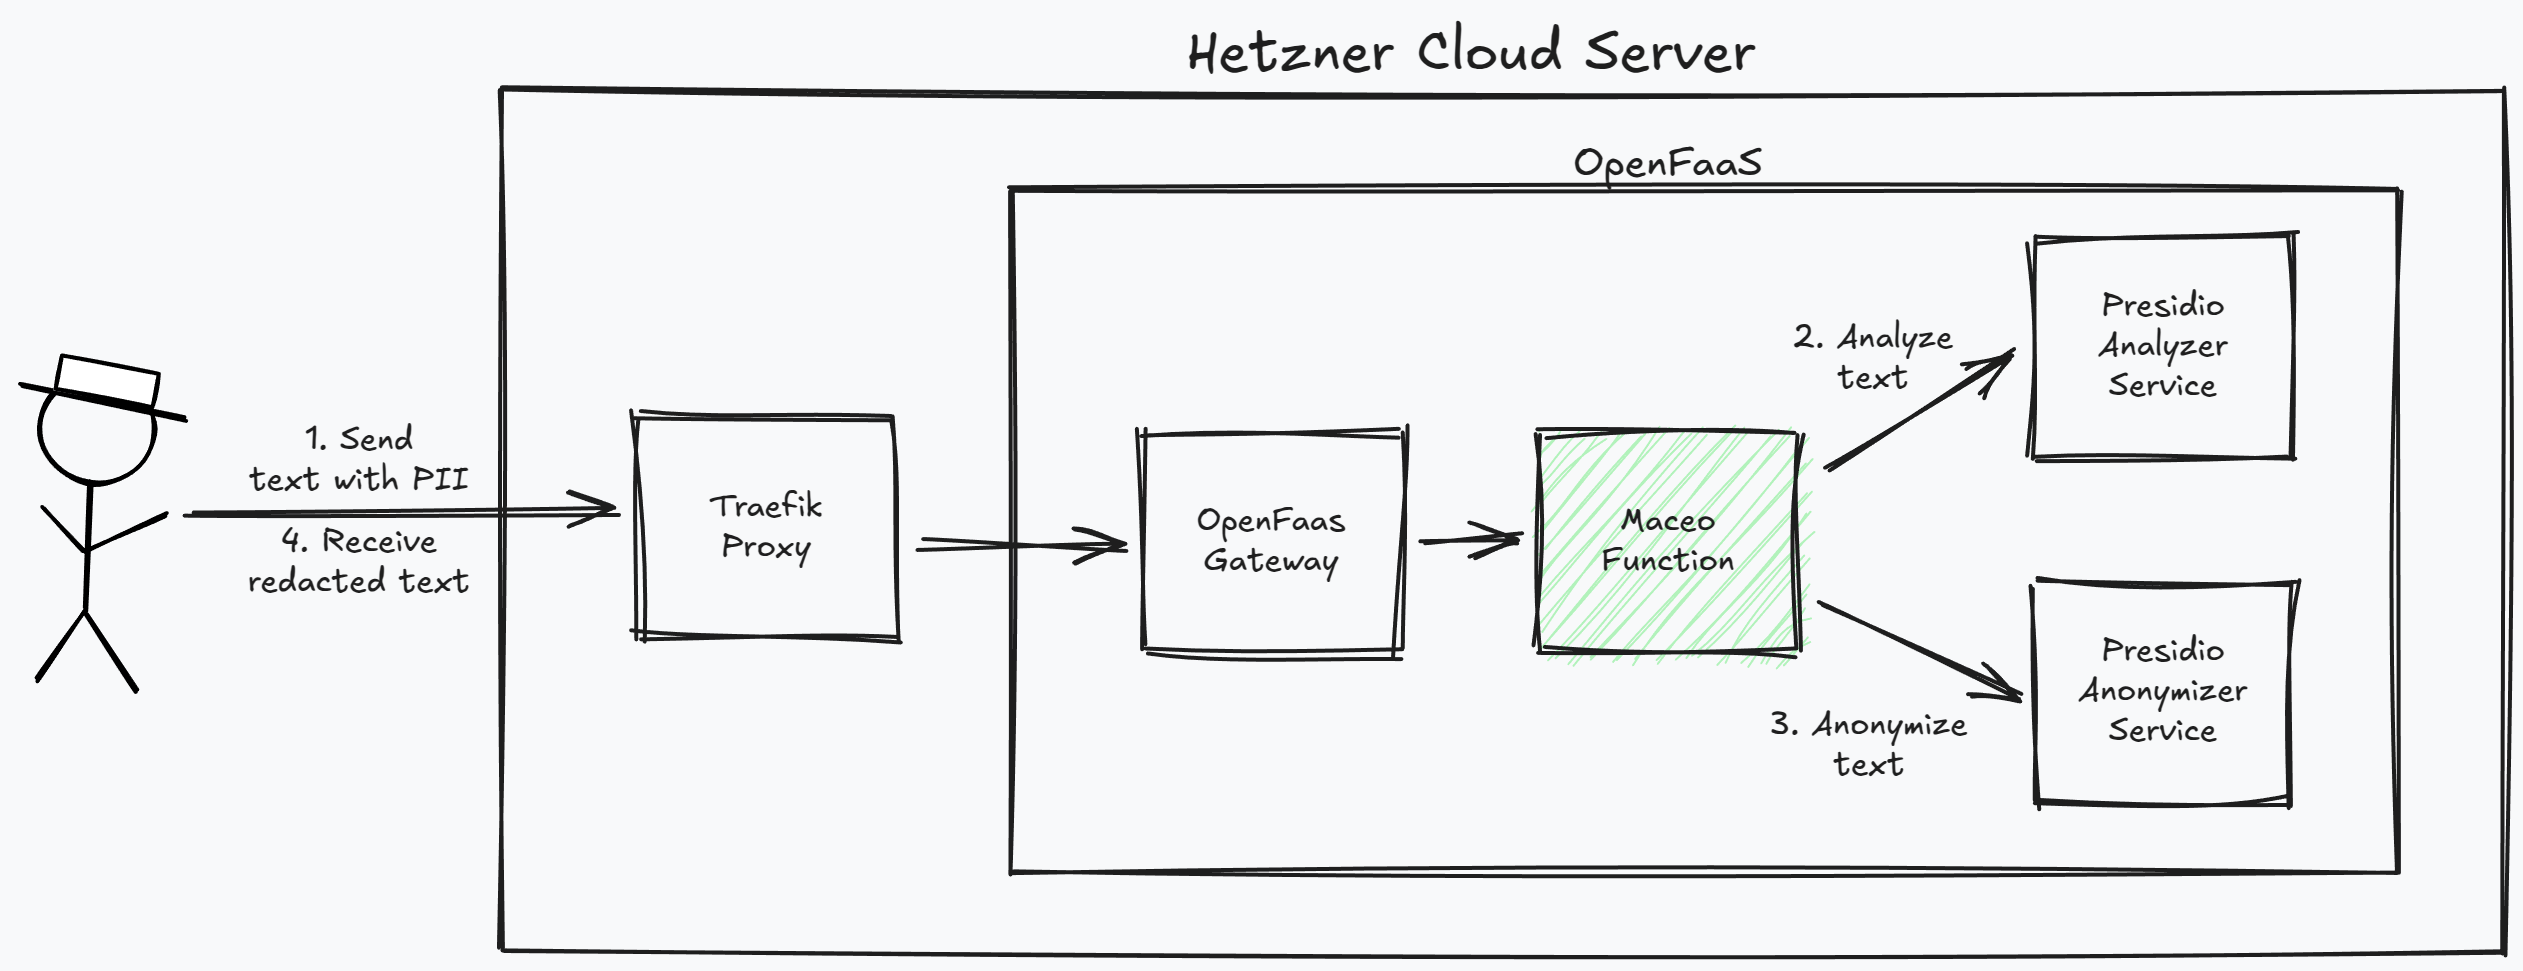 Hetzner Cloud Server
OpenFaaS
1. Send
text with PII
4. Receive
redacted text
Traefik
Proxy
OpenFaas
Gateway
Maceo
Function
2. Analyze
text
Presidio
Analyzer
Service
3. Anonymize
text
Presidio
Anonymizer
Service